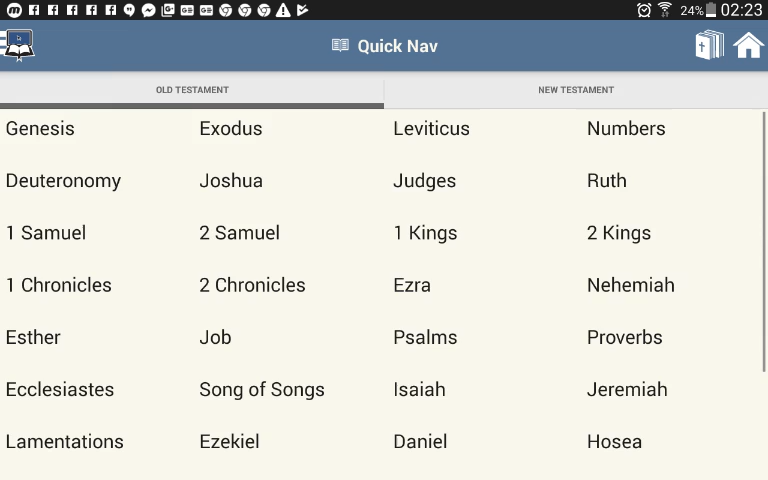 24% 02:23
Quick Nav
OLD TESTAMENT NEW TESTAMENT
Genesis Exodus Leviticus Numbers
Deuteronomy Joshua Judges Ruth
1 Samuel 2 Samuel 1 Kings 2 Kings
1 Chronicles 2 Chronicles Ezra Nehemiah
Esther Job Psalms Proverbs
Ecclesiastes Song of Songs Isaiah Jeremiah
Lamentations Ezekiel Daniel Hosea